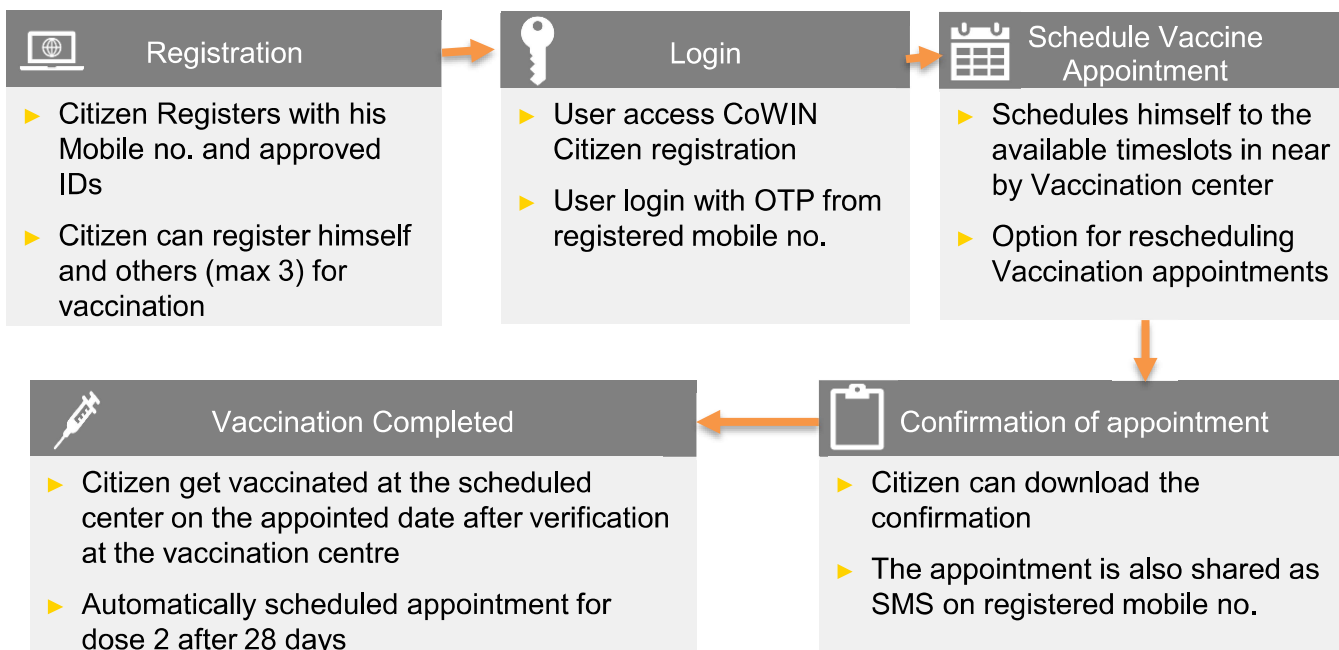 Registration
► Citizen Registers with his
Mobile no. and approved
IDs
► Citizen can register himself
and others (max 3) for
vaccination
Login
► User access CoWIN
Citizen registration
► User login with OTP from
registered mobile no.
Schedule Vaccine
Appointment
► Schedules himself to the
available timeslots in near
by Vaccination center
► Option for rescheduling
Vaccination appointments
Confirmation of appointment
► Citizen can download the
confirmation
► The appointment is also shared as
SMS on registered mobile no.
Vaccination Completed
► Citizen get vaccinated at the scheduled
center on the appointed date after verification
at the vaccination centre
► Automatically scheduled appointment for
dose 2 after 28 days